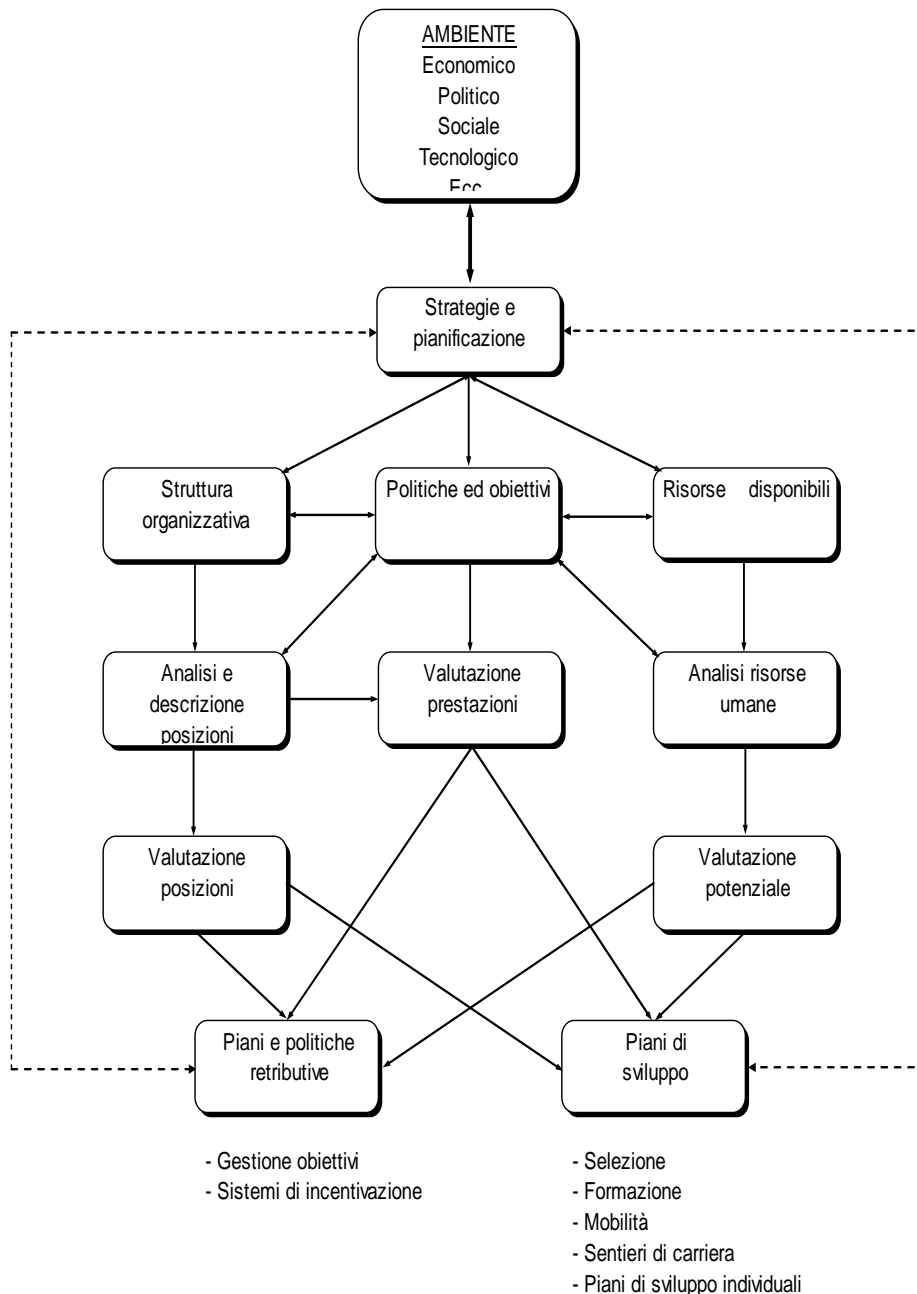 AMBIENTE
Economico
Politico
Sociale
Tecnologico
Ecc.
Strategie e
pianificazione
Struttura
organizzativa
Politiche ed obiettivi
Risorse disponibili
Analisi e
descrizione
posizioni
Valutazione
prestazioni
Analisi risorse
umane
Valutazione
posizioni
Valutazione
potenziale
Piani e politiche
retributive
Piani di
sviluppo
- Gestione obiettivi
- Sistemi di incentivazione
- Selezione
- Formazione
- Mobilità
- Sentieri di carriera
- Piani di sviluppo individuali